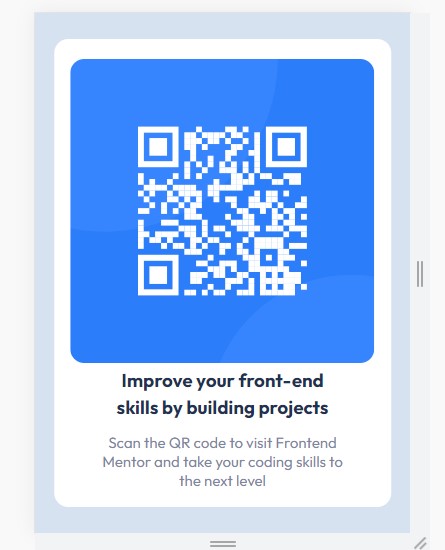 Improve your front-end
skills by building projects
Scan the QR code to visit Frontend
Mentor and take your coding skills to
the next level